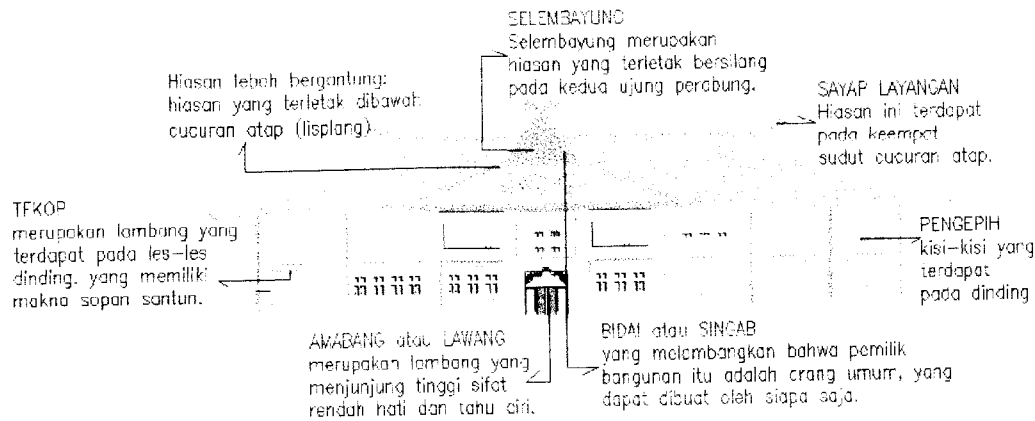 SELEMBAYUNG
Selembayung merupakan
hiasan yang terletak bersilang
pada kedua ujung perabung.
Hiasan lebah bergantung:
hiasan yang terletak dibawah
cucuran atap (lisplang)
SAYAP LAYANGAN
Hiasan ini terdapat
pada keempat
sudut cucuran atap.
TEKOP
merupakan lambang yang
terdapat pada les-les
dinding. yang memiliki
makna sopan santun.
PENGEPIH
kisi-kisi yang
terdapat
pada dinding
AMABANG atau LAWANG
merupakan lambang yang
menjunjung tinggi sifat
rendah hati dan tahu diri.
BIDAI atau SINGAB
yang melambangkan bahwa pemilik
bangunan itu adalah orang umum, yang
dapat dibuat oleh siapa saja.